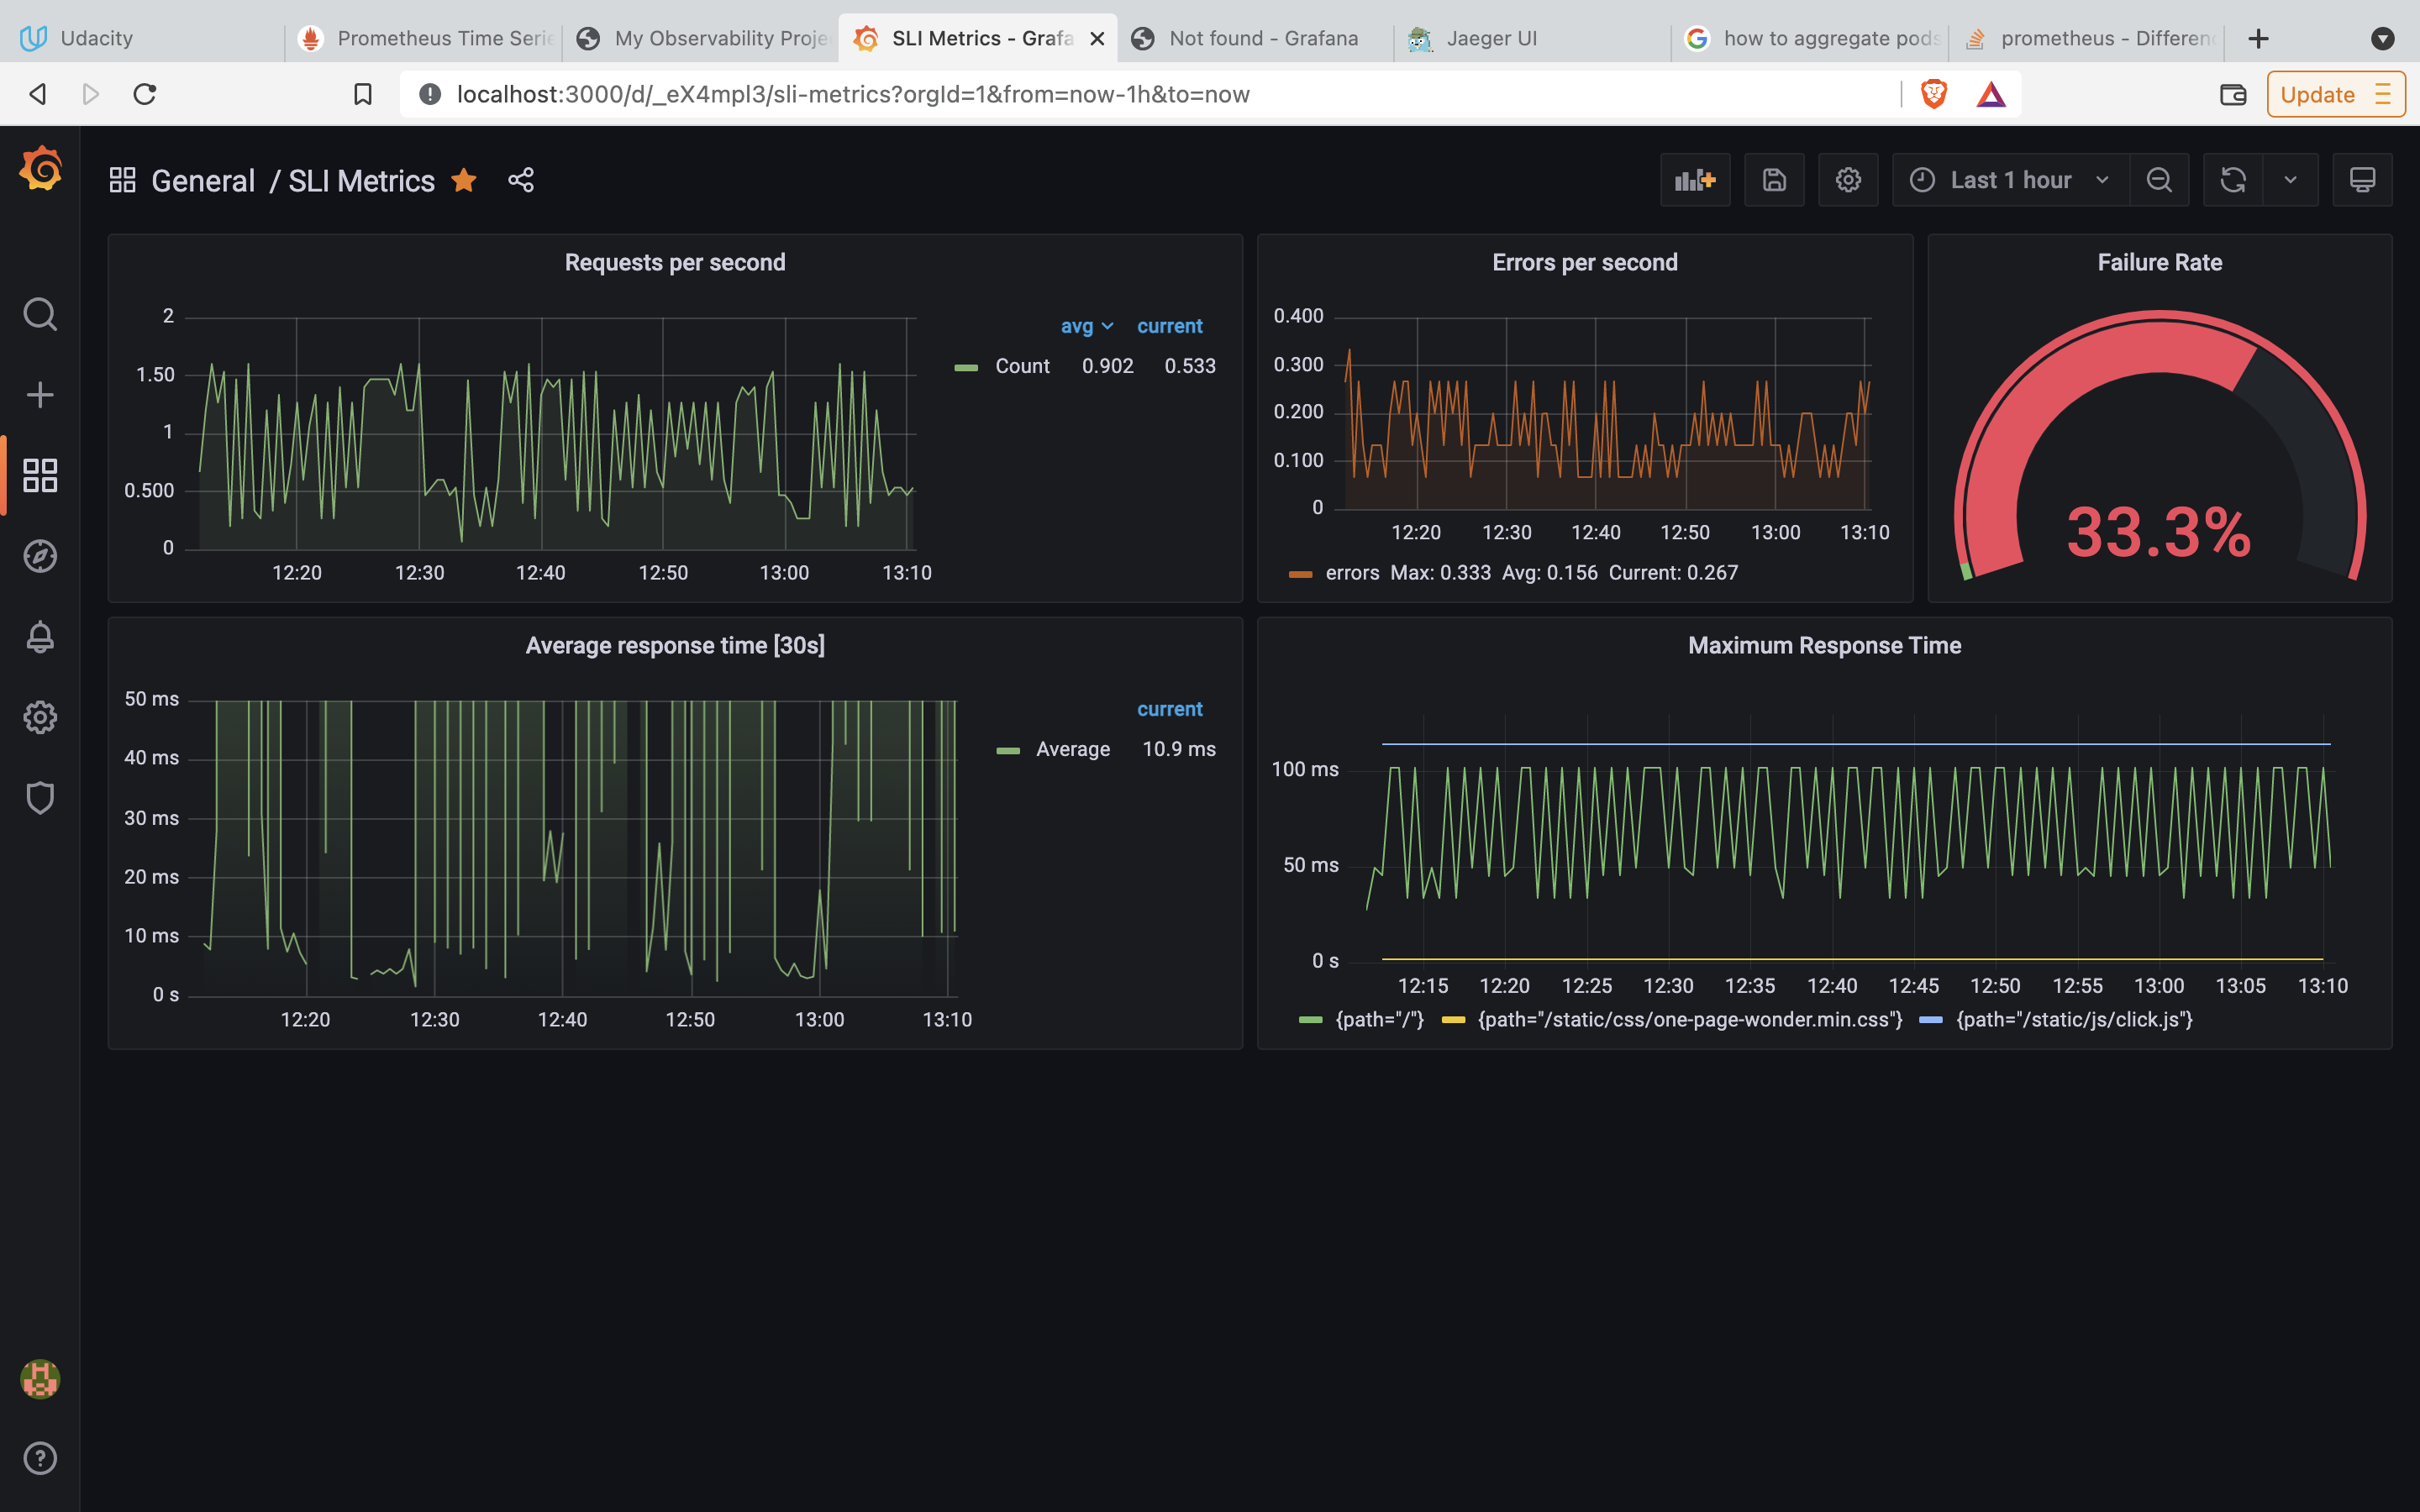 Udacity
Prometheus Time Serie
My Observability Proje
SLI Metrics - Grafa
Not found - Grafana
Jaeger UI
how to aggregate pods
prometheus - Differenc
localhost:3000/d/_eX4mpl3/sli-metrics?orgId=1&from=now-1h&to=now
Update
General / SLI Metrics
Last 1 hour
Requests per second
2
1.50
1
0.500
0
12:20 12:30 12:40 12:50 13:00 13:10
avg current
Count 0.902 0.533
Errors per second
0.400
0.300
0.200
0.100
0
12:20 12:30 12:40 12:50 13:00 13:10
errors Max: 0.333 Avg: 0.156 Current: 0.267
Failure Rate
33.3%
Average response time [30s]
50 ms
40 ms
30 ms
20 ms
10 ms
0 s
12:20 12:30 12:40 12:50 13:00 13:10
current
Average 10.9 ms
Maximum Response Time
100 ms
50 ms
0 s
12:15 12:20 12:25 12:30 12:35 12:40 12:45 12:50 12:55 13:00 13:05 13:10
{path="/"} {path="/static/css/one-page-wonder.min.css"} {path="/static/js/click.js"}